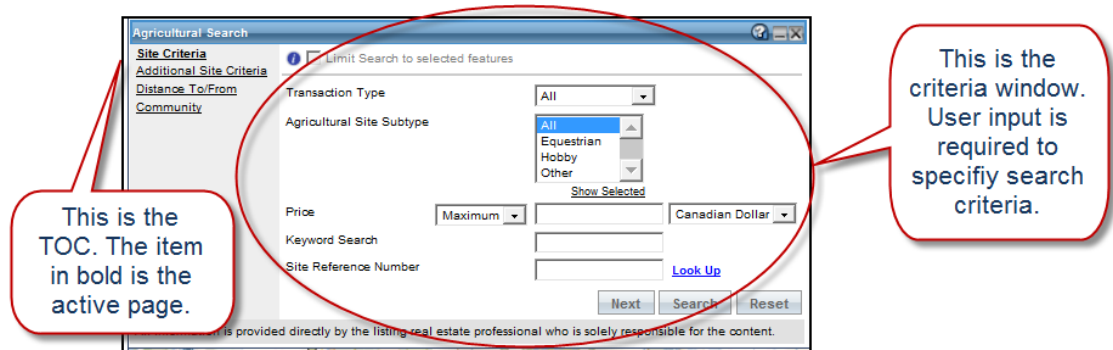 Agricultural Search
Site Criteria
Additional Site Criteria
Distance To/From
Community
Limit Search to selected features
Transaction Type
All
Agricultural Site Subtype
All
Equestrian
Hobby
Other
Show Selected
Price
Maximum
Canadian Dollar
Keyword Search
Site Reference Number
Look Up
Next Search Reset
is provided directly by the listing real estate professional who is solely responsible for the content.
This is the
TOC. The item
in bold is the
active page.
This is the
criteria window.
User input is
required to
specifiy search
criteria.